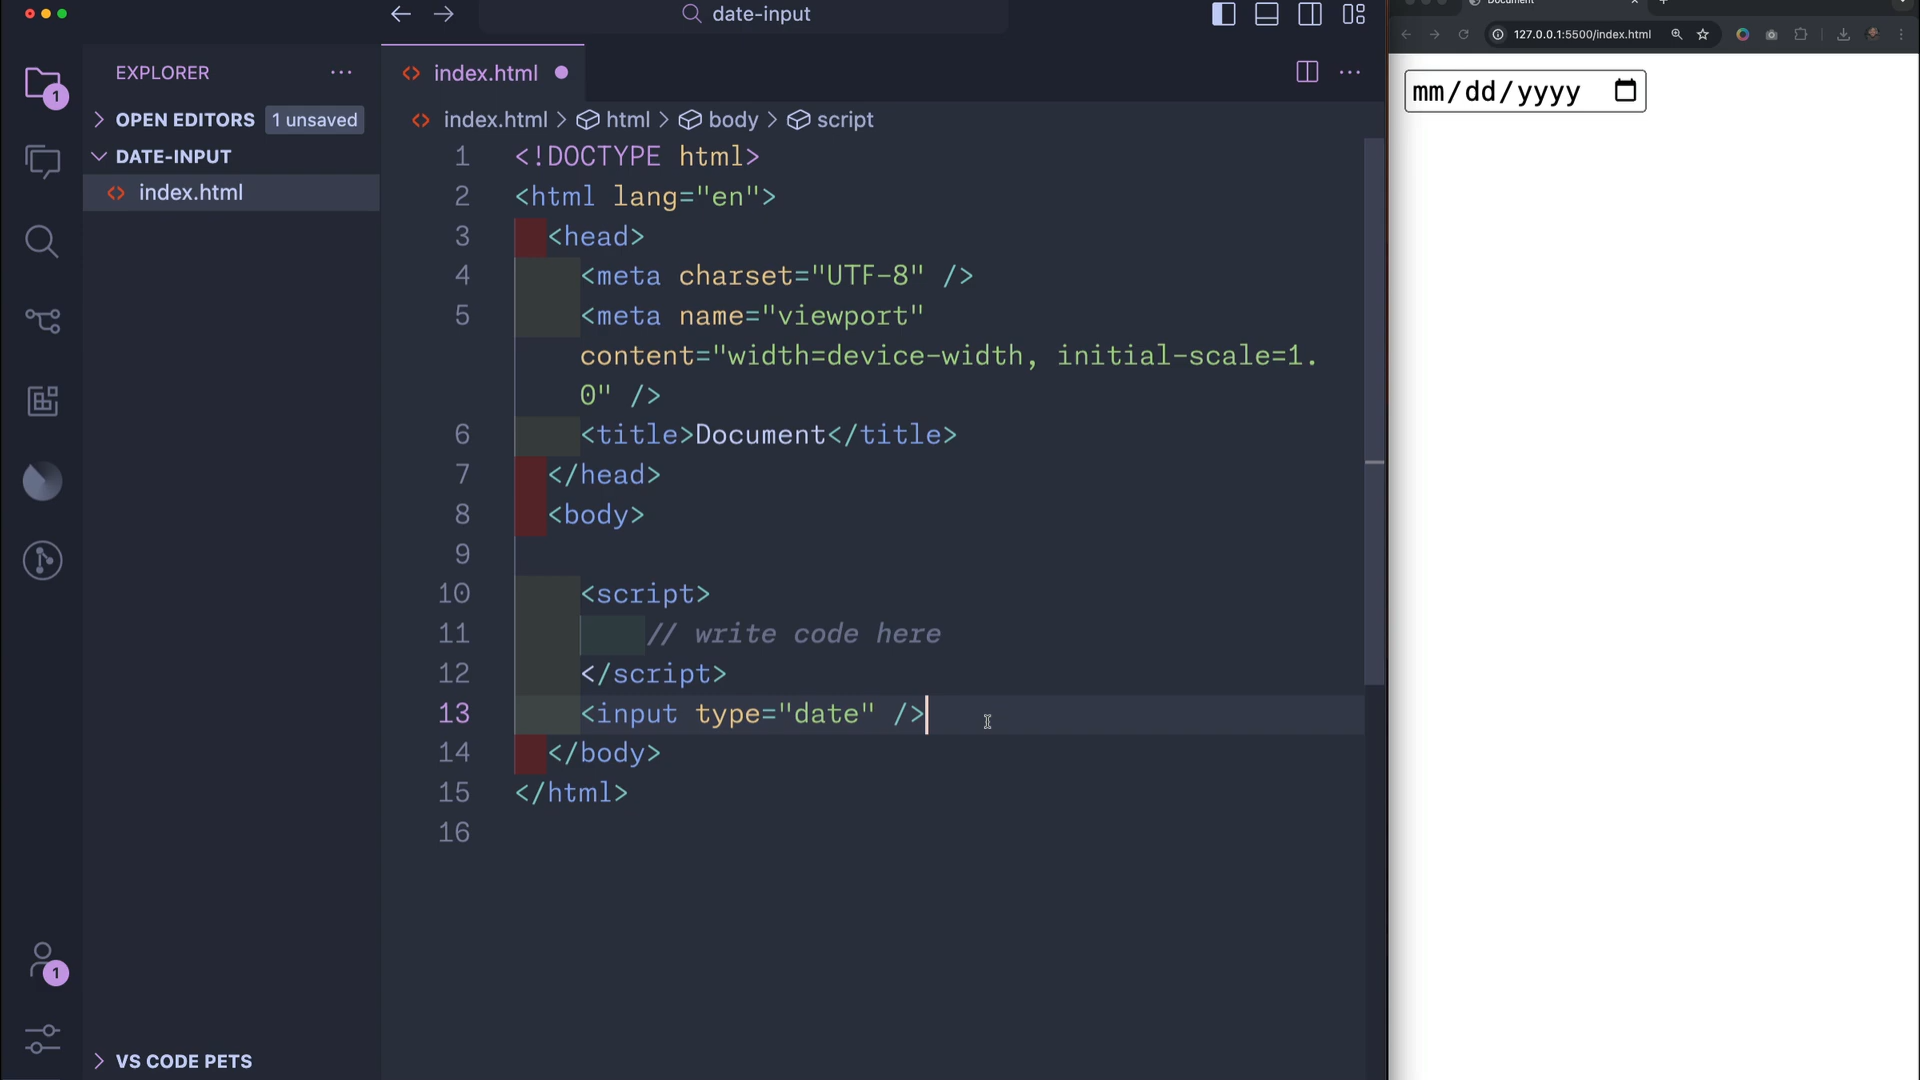 date-input
EXPLORER
1
OPEN EDITORS 1 unsaved
DATE-INPUT
index.html
1
VS CODE PETS
index.html
index.html > html > body > script
1 <!DOCTYPE html>
2 <html lang="en">
3 <head>
4 <meta charset="UTF-8" />
5 <meta name="viewport"
content="width=device-width, initial-scale=1.
0" />
6 <title>Document</title>
7 </head>
8 <body>
9
10 <script>
11 // write code here
12 </script>
13 <input type="date" />
14 </body>
15 </html>
16
Document
127.0.0.1:5500/index.html
mm/dd/yyyy